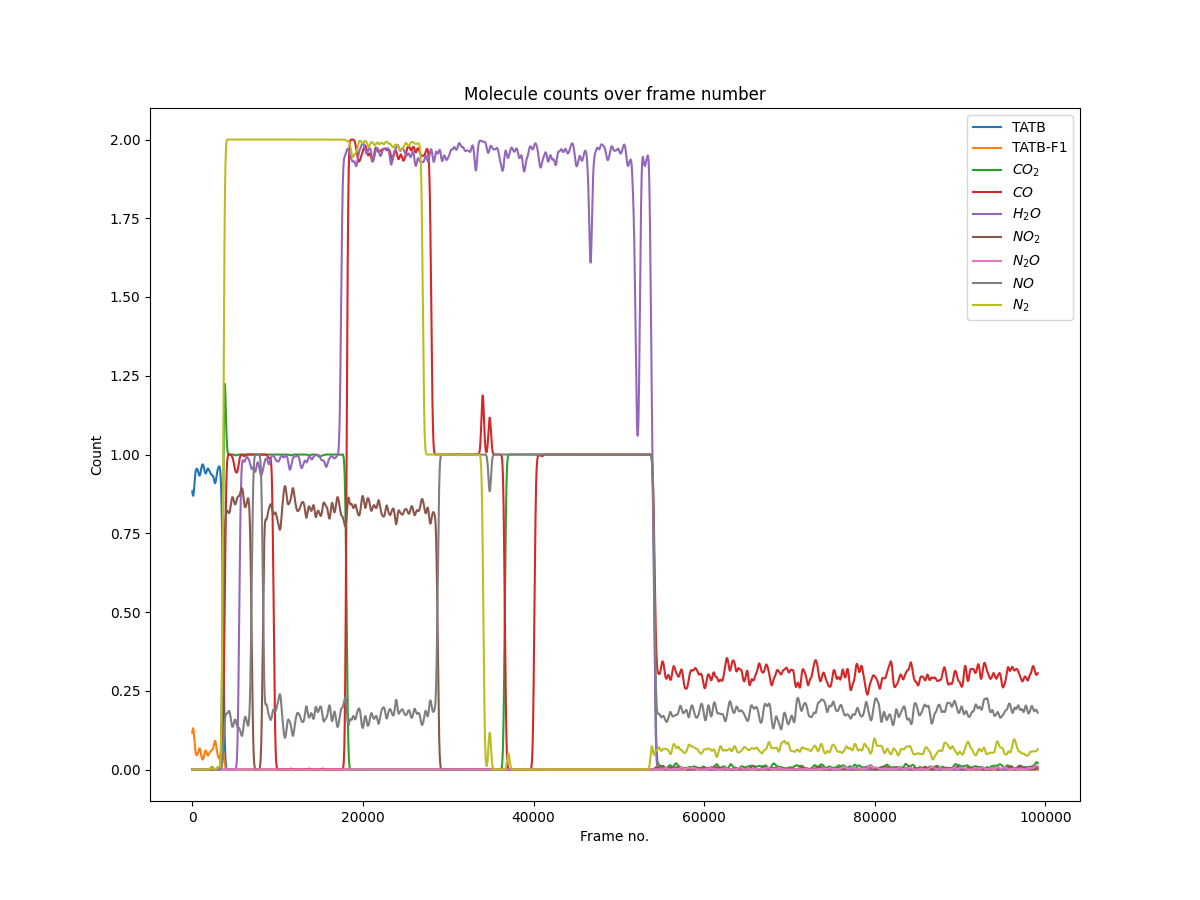 Molecule counts over frame number
Count
2.00
1.75
1.50
1.25
1.00
0.75
0.50
0.25
0.00
TATB
TATB-F1
CO₂
CO
H₂O
NO₂
N₂O
NO
N₂
0
20000
40000
60000
80000
100000
Frame no.